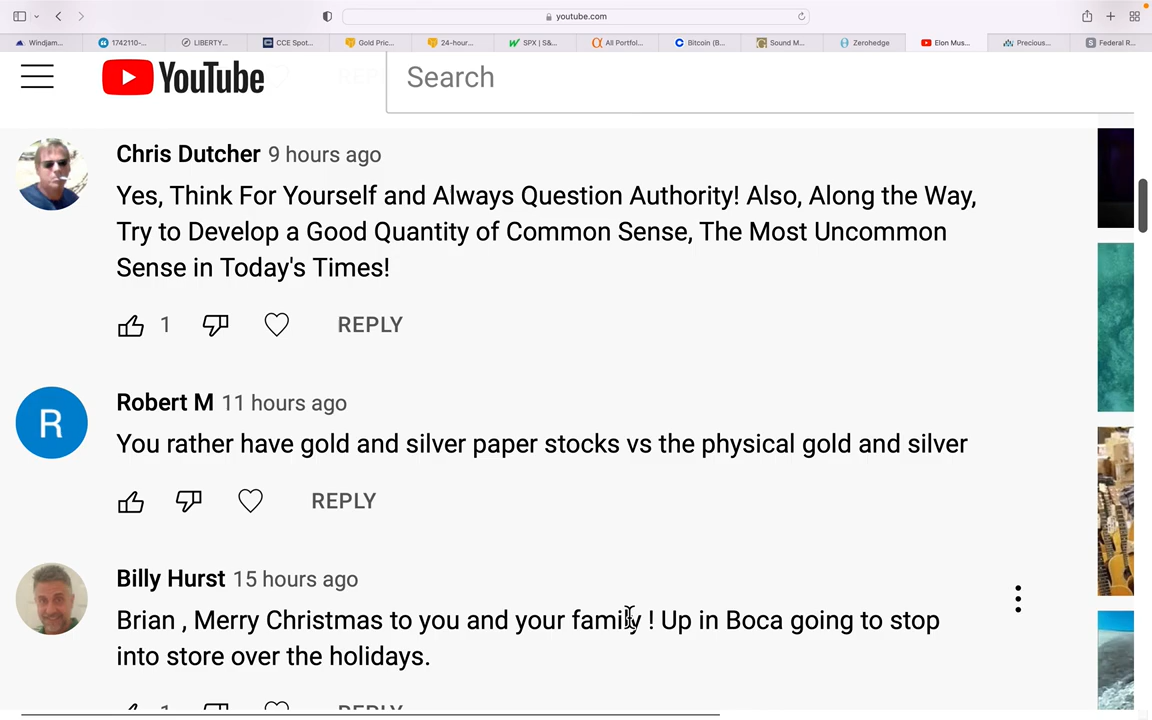 youtube.com
Windjam...
1742110-...
LIBERTY...
CCE Spot...
Gold Pric...
24-hour...
SPX | S&...
All Portfol...
Bitcoin (B...
Sound M...
Zerohedge
Elon Mus...
Precious...
Federal R...
YouTube
Search
Chris Dutcher 9 hours ago
Yes, Think For Yourself and Always Question Authority! Also, Along the Way,
Try to Develop a Good Quantity of Common Sense, The Most Uncommon
Sense in Today's Times!
1 REPLY
R
Robert M 11 hours ago
You rather have gold and silver paper stocks vs the physical gold and silver
REPLY
Billy Hurst 15 hours ago
Brian , Merry Christmas to you and your family ! Up in Boca going to stop
into store over the holidays.
1 REPLY